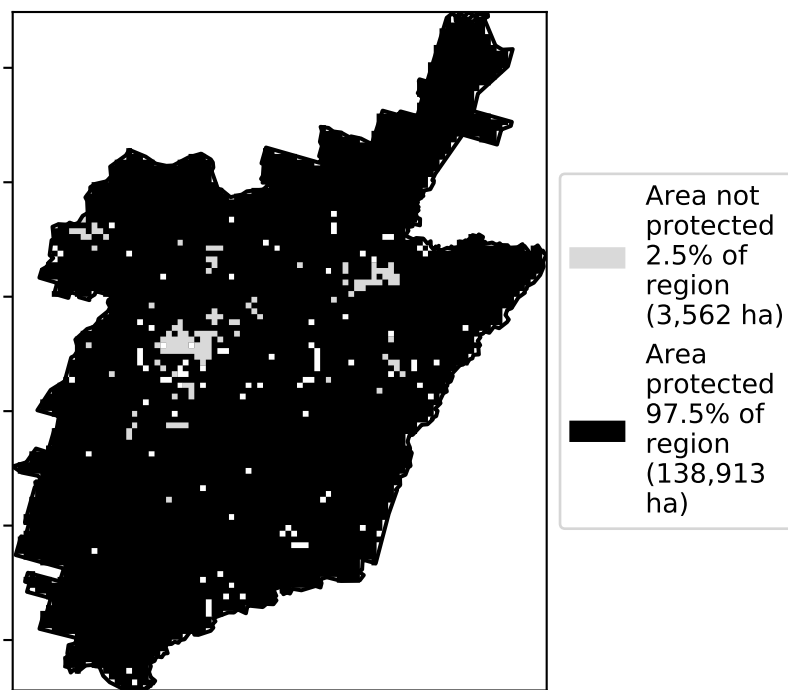 Area not
protected
2.5% of
region
(3,562 ha)
Area
protected
97.5% of
region
(138,913
ha)